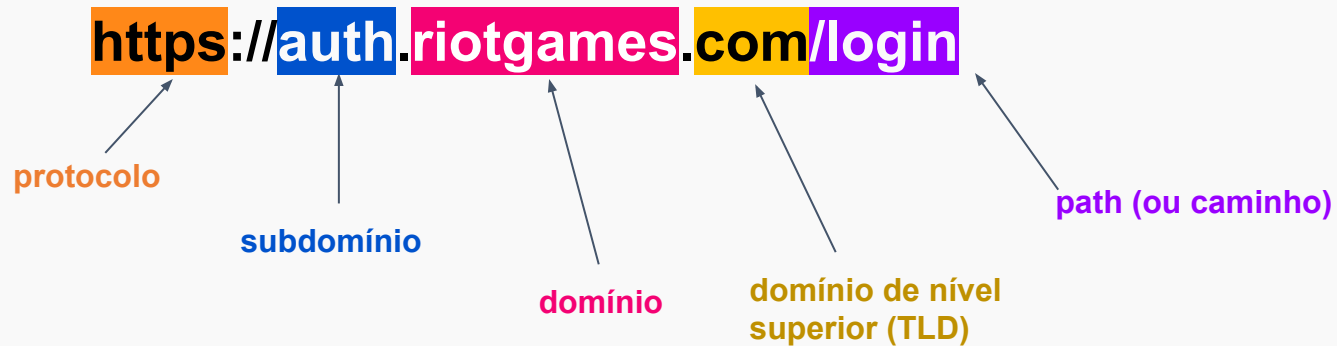 https://auth.riotgames.com/login
protocolo
subdomínio
domínio
domínio de nível
superior (TLD)
path (ou caminho)